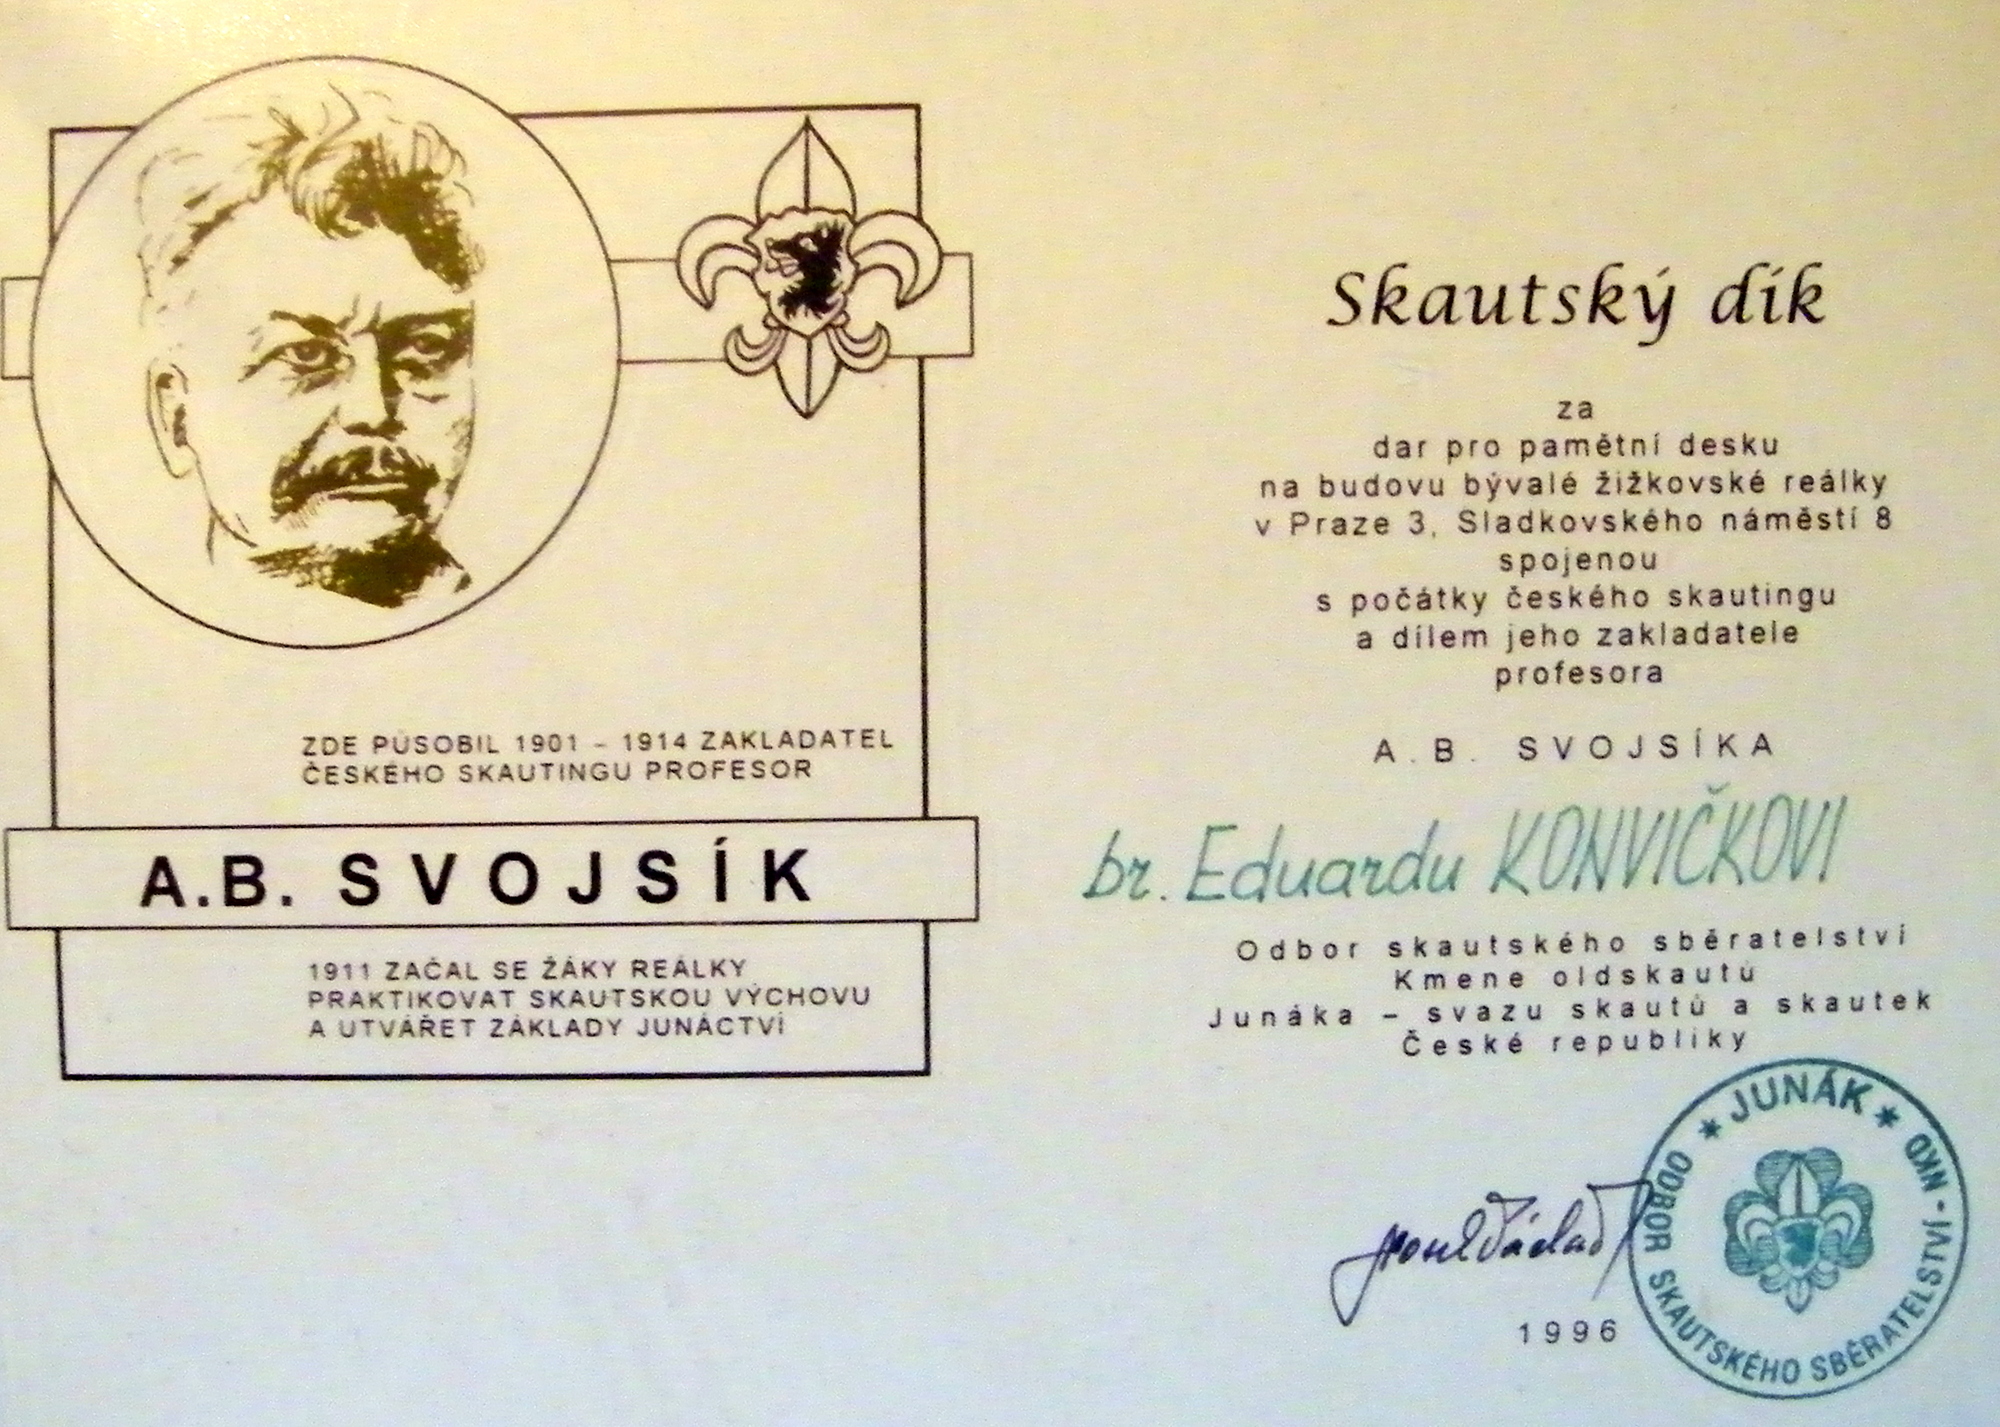 ZDE PŮSOBIL 1901 – 1914 ZAKLADATEL
ČESKÉHO SKAUTINGU PROFESOR
A.B. SVOJSÍK
1911 ZAČAL SE ŽÁKY REÁLKY
PRAKTIKOVAT SKAUTSKOU VÝCHOVU
A UTVÁŘET ZÁKLADY JUNÁCTVÍ
Skautský dík
za
dar pro pamětní desku
na budovu bývalé žižkovské reálky
v Praze 3, Sladkovského náměstí 8
spojenou
s počátky českého skautingu
a dílem jeho zakladatele
profesora
A.B. SVOJSÍKA
br. Eduardu KONVIČKOVI
Odbor skautského sběratelství
Kmene oldskautů
Junáka – svazu skautů a skautek
České republiky
1996
* JUNÁK *
ODBOR SKAUTSKÉHO SBĚRATELSTVÍ - NKD